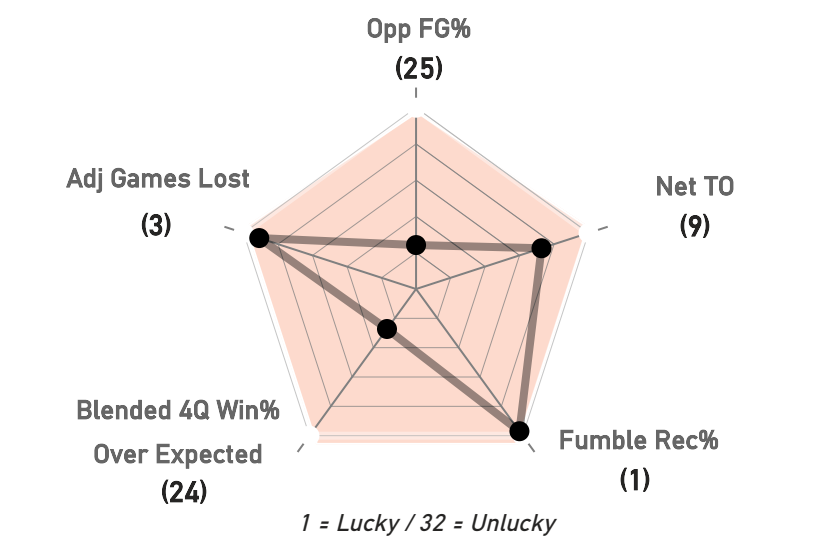 Opp FG%
(25)
Adj Games Lost
(3)
Net TO
(9)
Blended 4Q Win%
Over Expected
(24)
Fumble Rec%
(1)
1 = Lucky / 32 = Unlucky